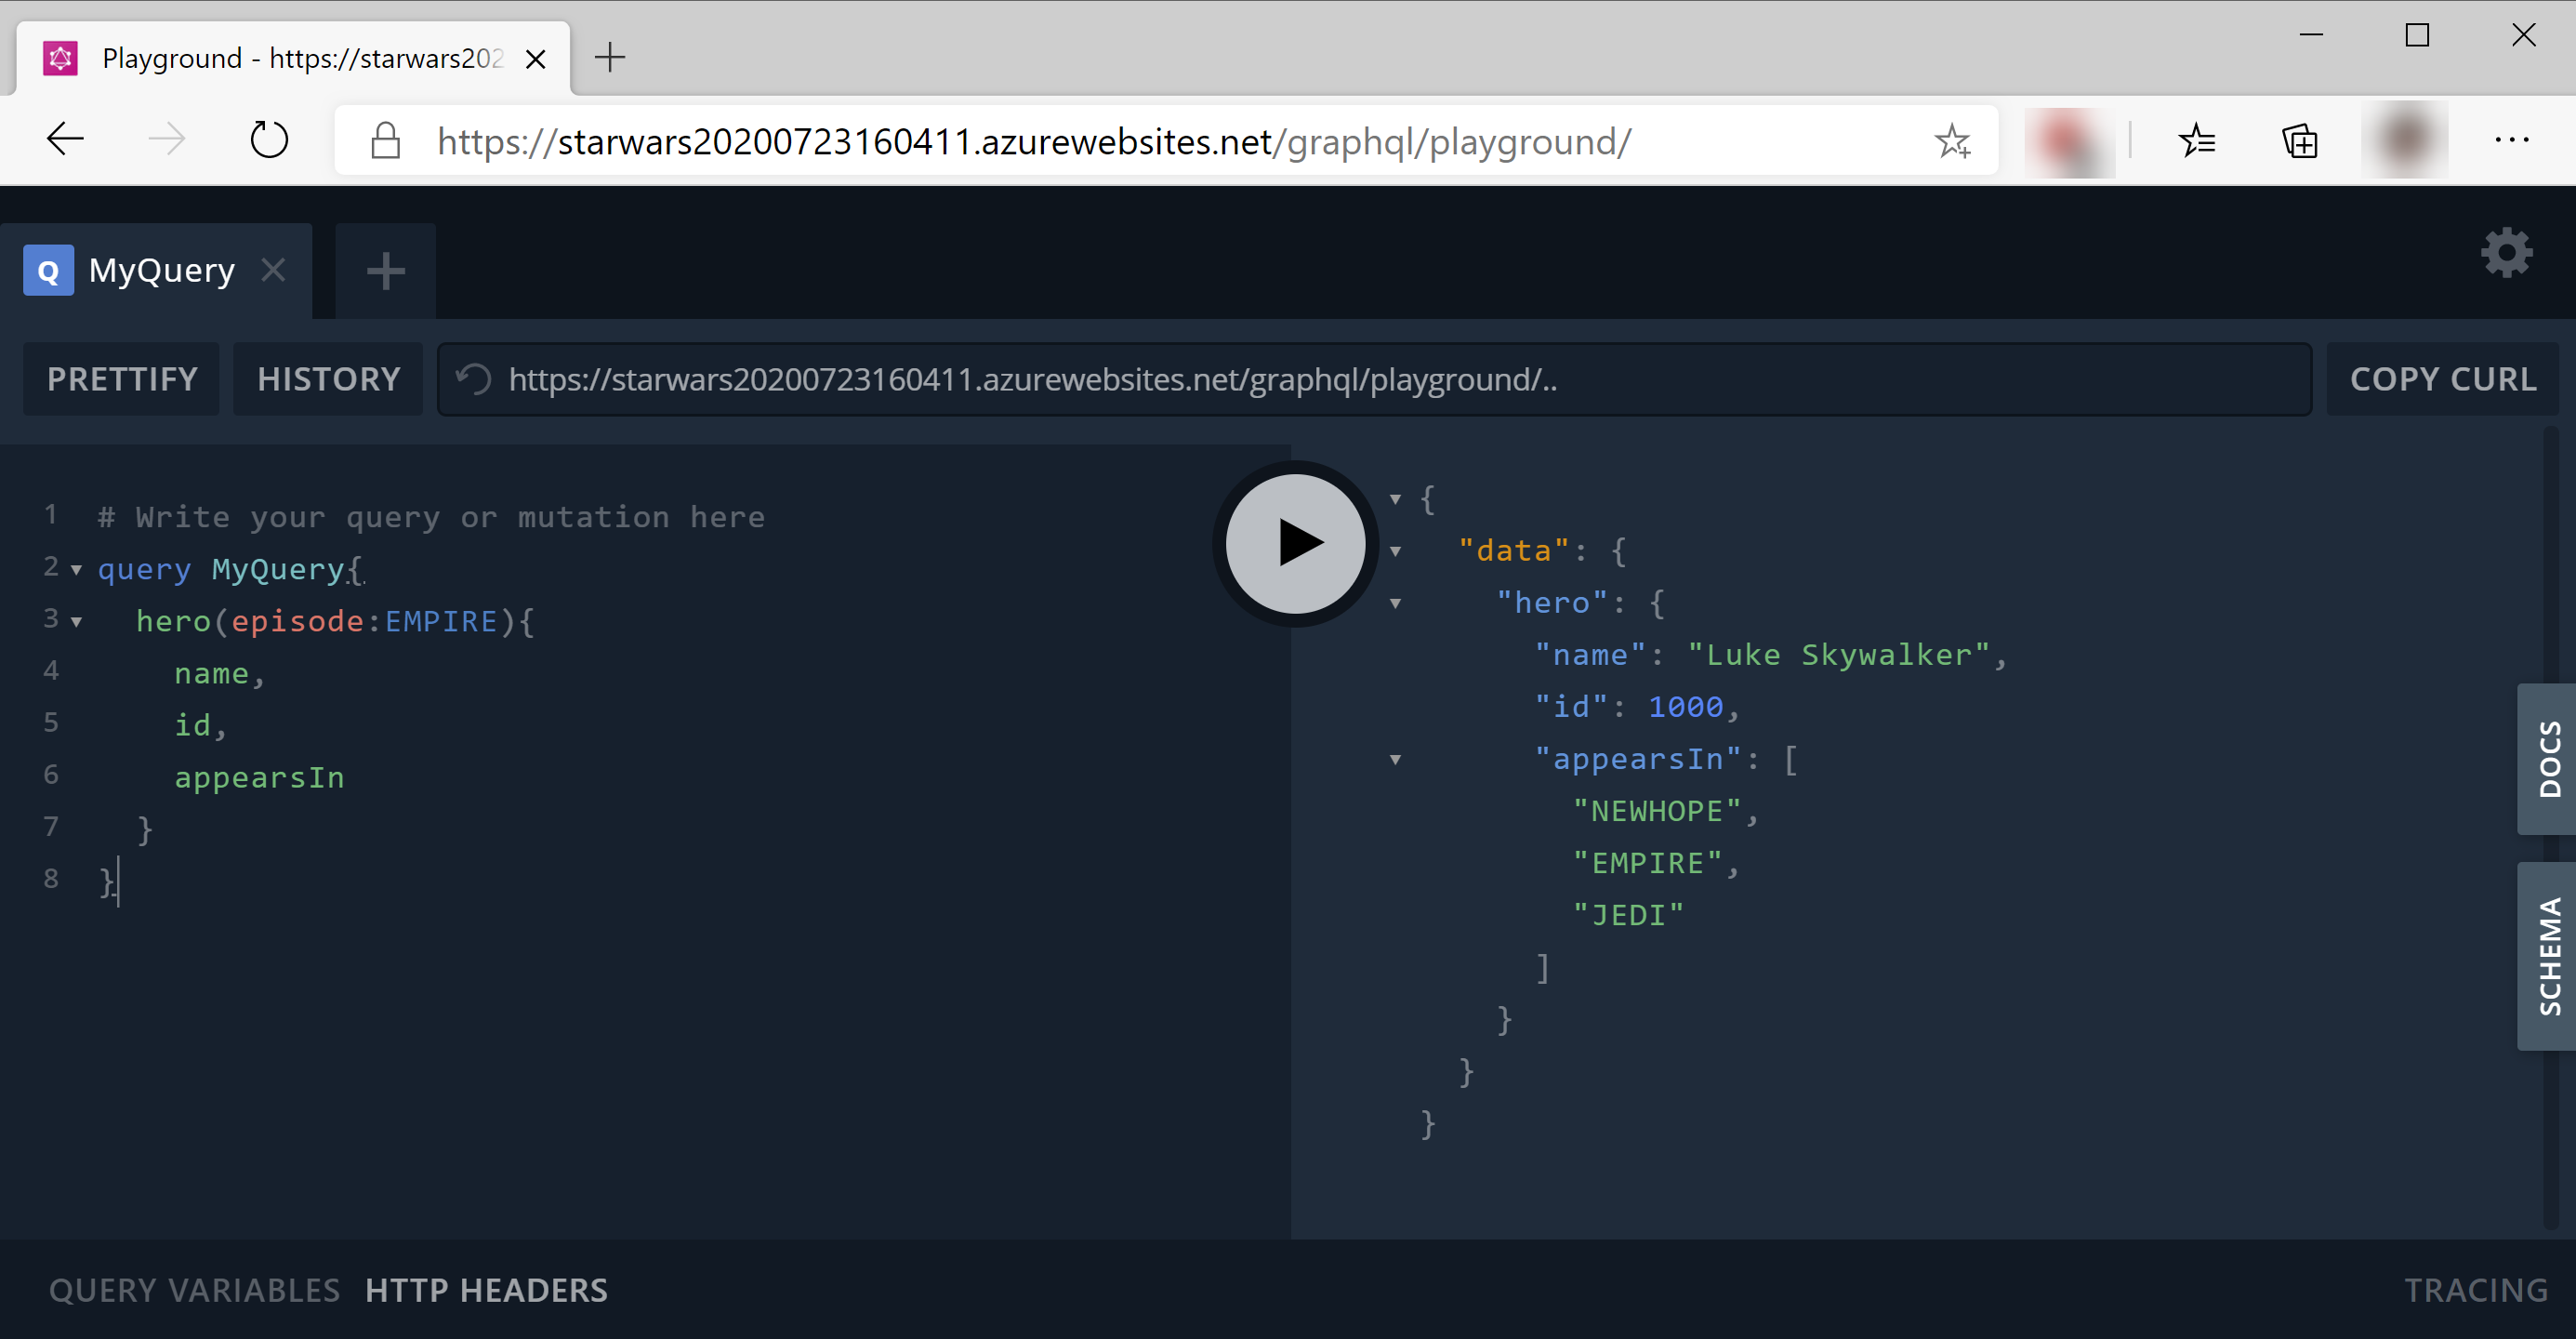 Playground - https://starwars202
https://starwars20200723160411.azurewebsites.net/graphql/playground/
Q MyQuery
PRETTIFY HISTORY https://starwars20200723160411.azurewebsites.net/graphql/playground/.. COPY CURL
1 # Write your query or mutation here
2 query MyQuery{
3 hero(episode:EMPIRE){
4 name,
5 id,
6 appearsIn
7 }
8 }
{
"data": {
"hero": {
"name": "Luke Skywalker",
"id": 1000,
"appearsIn": [
"NEWHOPE",
"EMPIRE",
"JEDI"
]
}
}
}
DOCS
SCHEMA
QUERY VARIABLES HTTP HEADERS TRACING